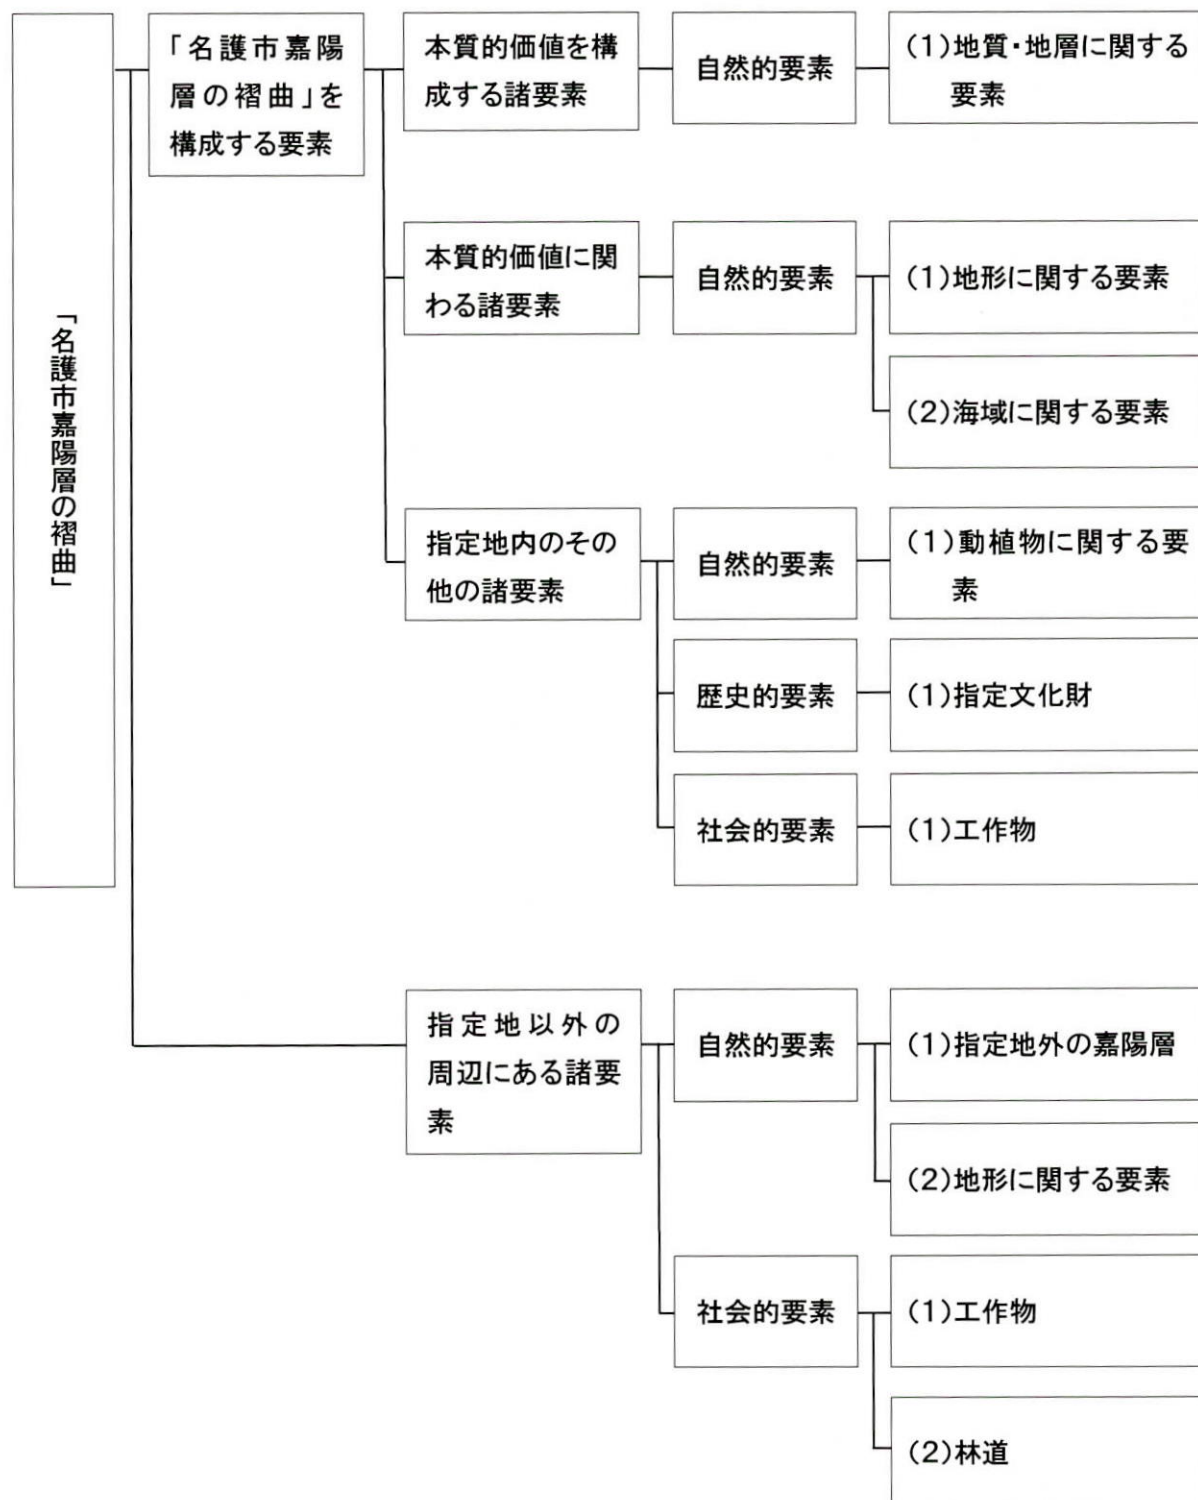 「名護市嘉陽層の褶曲」
「名護市嘉陽
層の褶曲」を
構成する要素
本質的価値を構
成する諸要素
自然的要素
(1)地質・地層に関する
要素
本質的価値に関
わる諸要素
自然的要素
(1)地形に関する要素
(2)海域に関する要素
指定地内のその
他の諸要素
自然的要素
(1)動植物に関する要
素
歴史的要素
(1)指定文化財
社会的要素
(1)工作物
指定地以外の
周辺にある諸要
素
自然的要素
(1)指定地外の嘉陽層
(2)地形に関する要素
社会的要素
(1)工作物
(2)林道